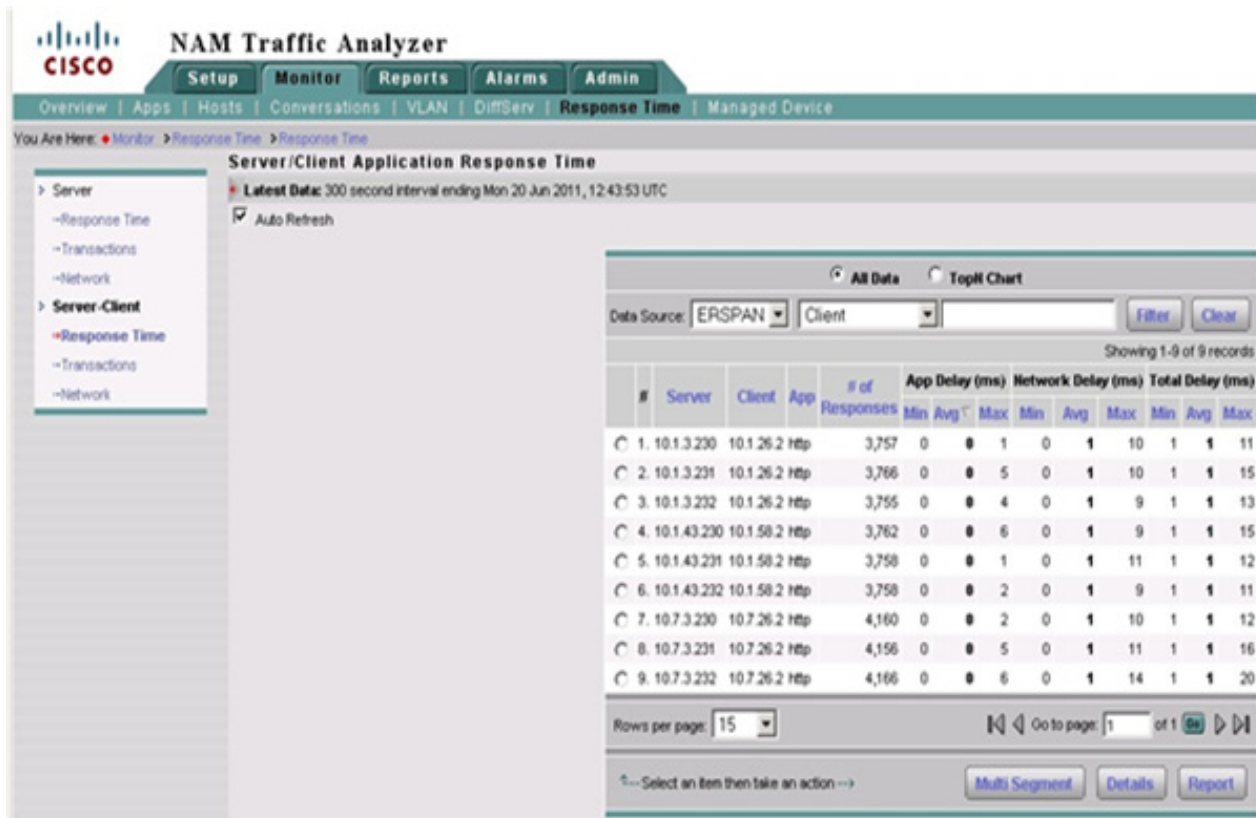 CISCO
NAM Traffic Analyzer
Setup Monitor Reports Alarms Admin
Overview | Apps | Hosts | Conversations | VLAN | DiffServ | Response Time | Managed Device
You Are Here: Monitor > Response Time > Response Time
Server/Client Application Response Time
Latest Data: 300 second interval ending Mon 20 Jun 2011, 12:43:53 UTC
Auto Refresh
> Server
Response Time
Transactions
Network
> Server-Client
Response Time
Transactions
Network
All Data TopN Chart
Data Source: ERSPAN Client Filter Clear
Showing 1-9 of 9 records
# Server Client App # of Responses App Delay (ms) Network Delay (ms) Total Delay (ms)
Min Avg Max Min Avg Max Min Avg Max
1. 10.1.3.230 10.1.26.2 http 3,757 0 0 1 0 1 10 1 1 11
2. 10.1.3.231 10.1.26.2 http 3,766 0 0 5 0 1 10 1 1 15
3. 10.1.3.232 10.1.26.2 http 3,755 0 0 4 0 1 9 1 1 13
4. 10.1.43.230 10.1.58.2 http 3,762 0 0 6 0 1 9 1 1 15
5. 10.1.43.231 10.1.58.2 http 3,758 0 0 1 0 1 11 1 1 12
6. 10.1.43.232 10.1.58.2 http 3,758 0 0 2 0 1 9 1 1 11
7. 10.7.3.230 10.7.26.2 http 4,160 0 0 2 0 1 10 1 1 12
8. 10.7.3.231 10.7.26.2 http 4,156 0 0 5 0 1 11 1 1 16
9. 10.7.3.232 10.7.26.2 http 4,166 0 0 6 0 1 14 1 1 20
Rows per page: 15 Go to page: 1 of 1 Go
Select an item then take an action --> Multi Segment Details Report